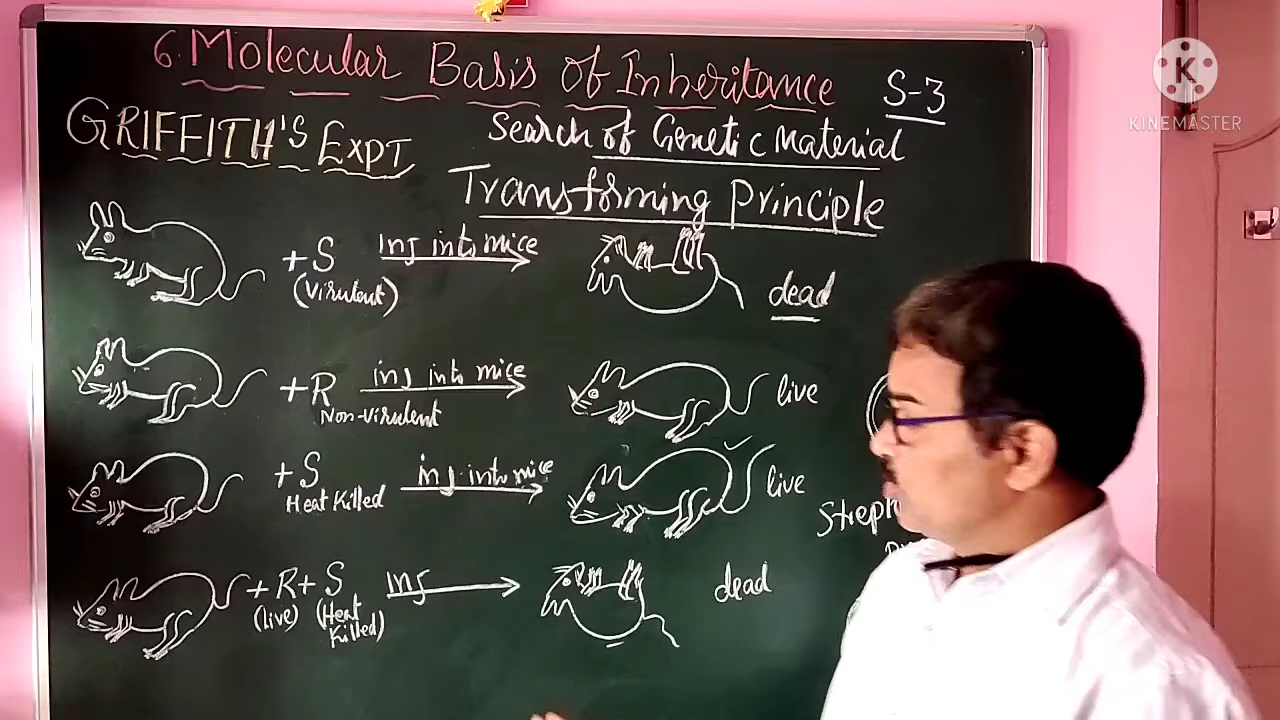 6. Molecular Basis of Inheritance S-3
GRIFFITH'S EXPT
Search of Genetic Material
Transforming Principle
+ S inj into mice
(Virulent)
dead
+ R inj into mice
Non-virulent
live
+ S inj. into mice
Heat Killed
live
+ R + S Inj
(live) (Heat Killed)
dead
K
KINEMASTER